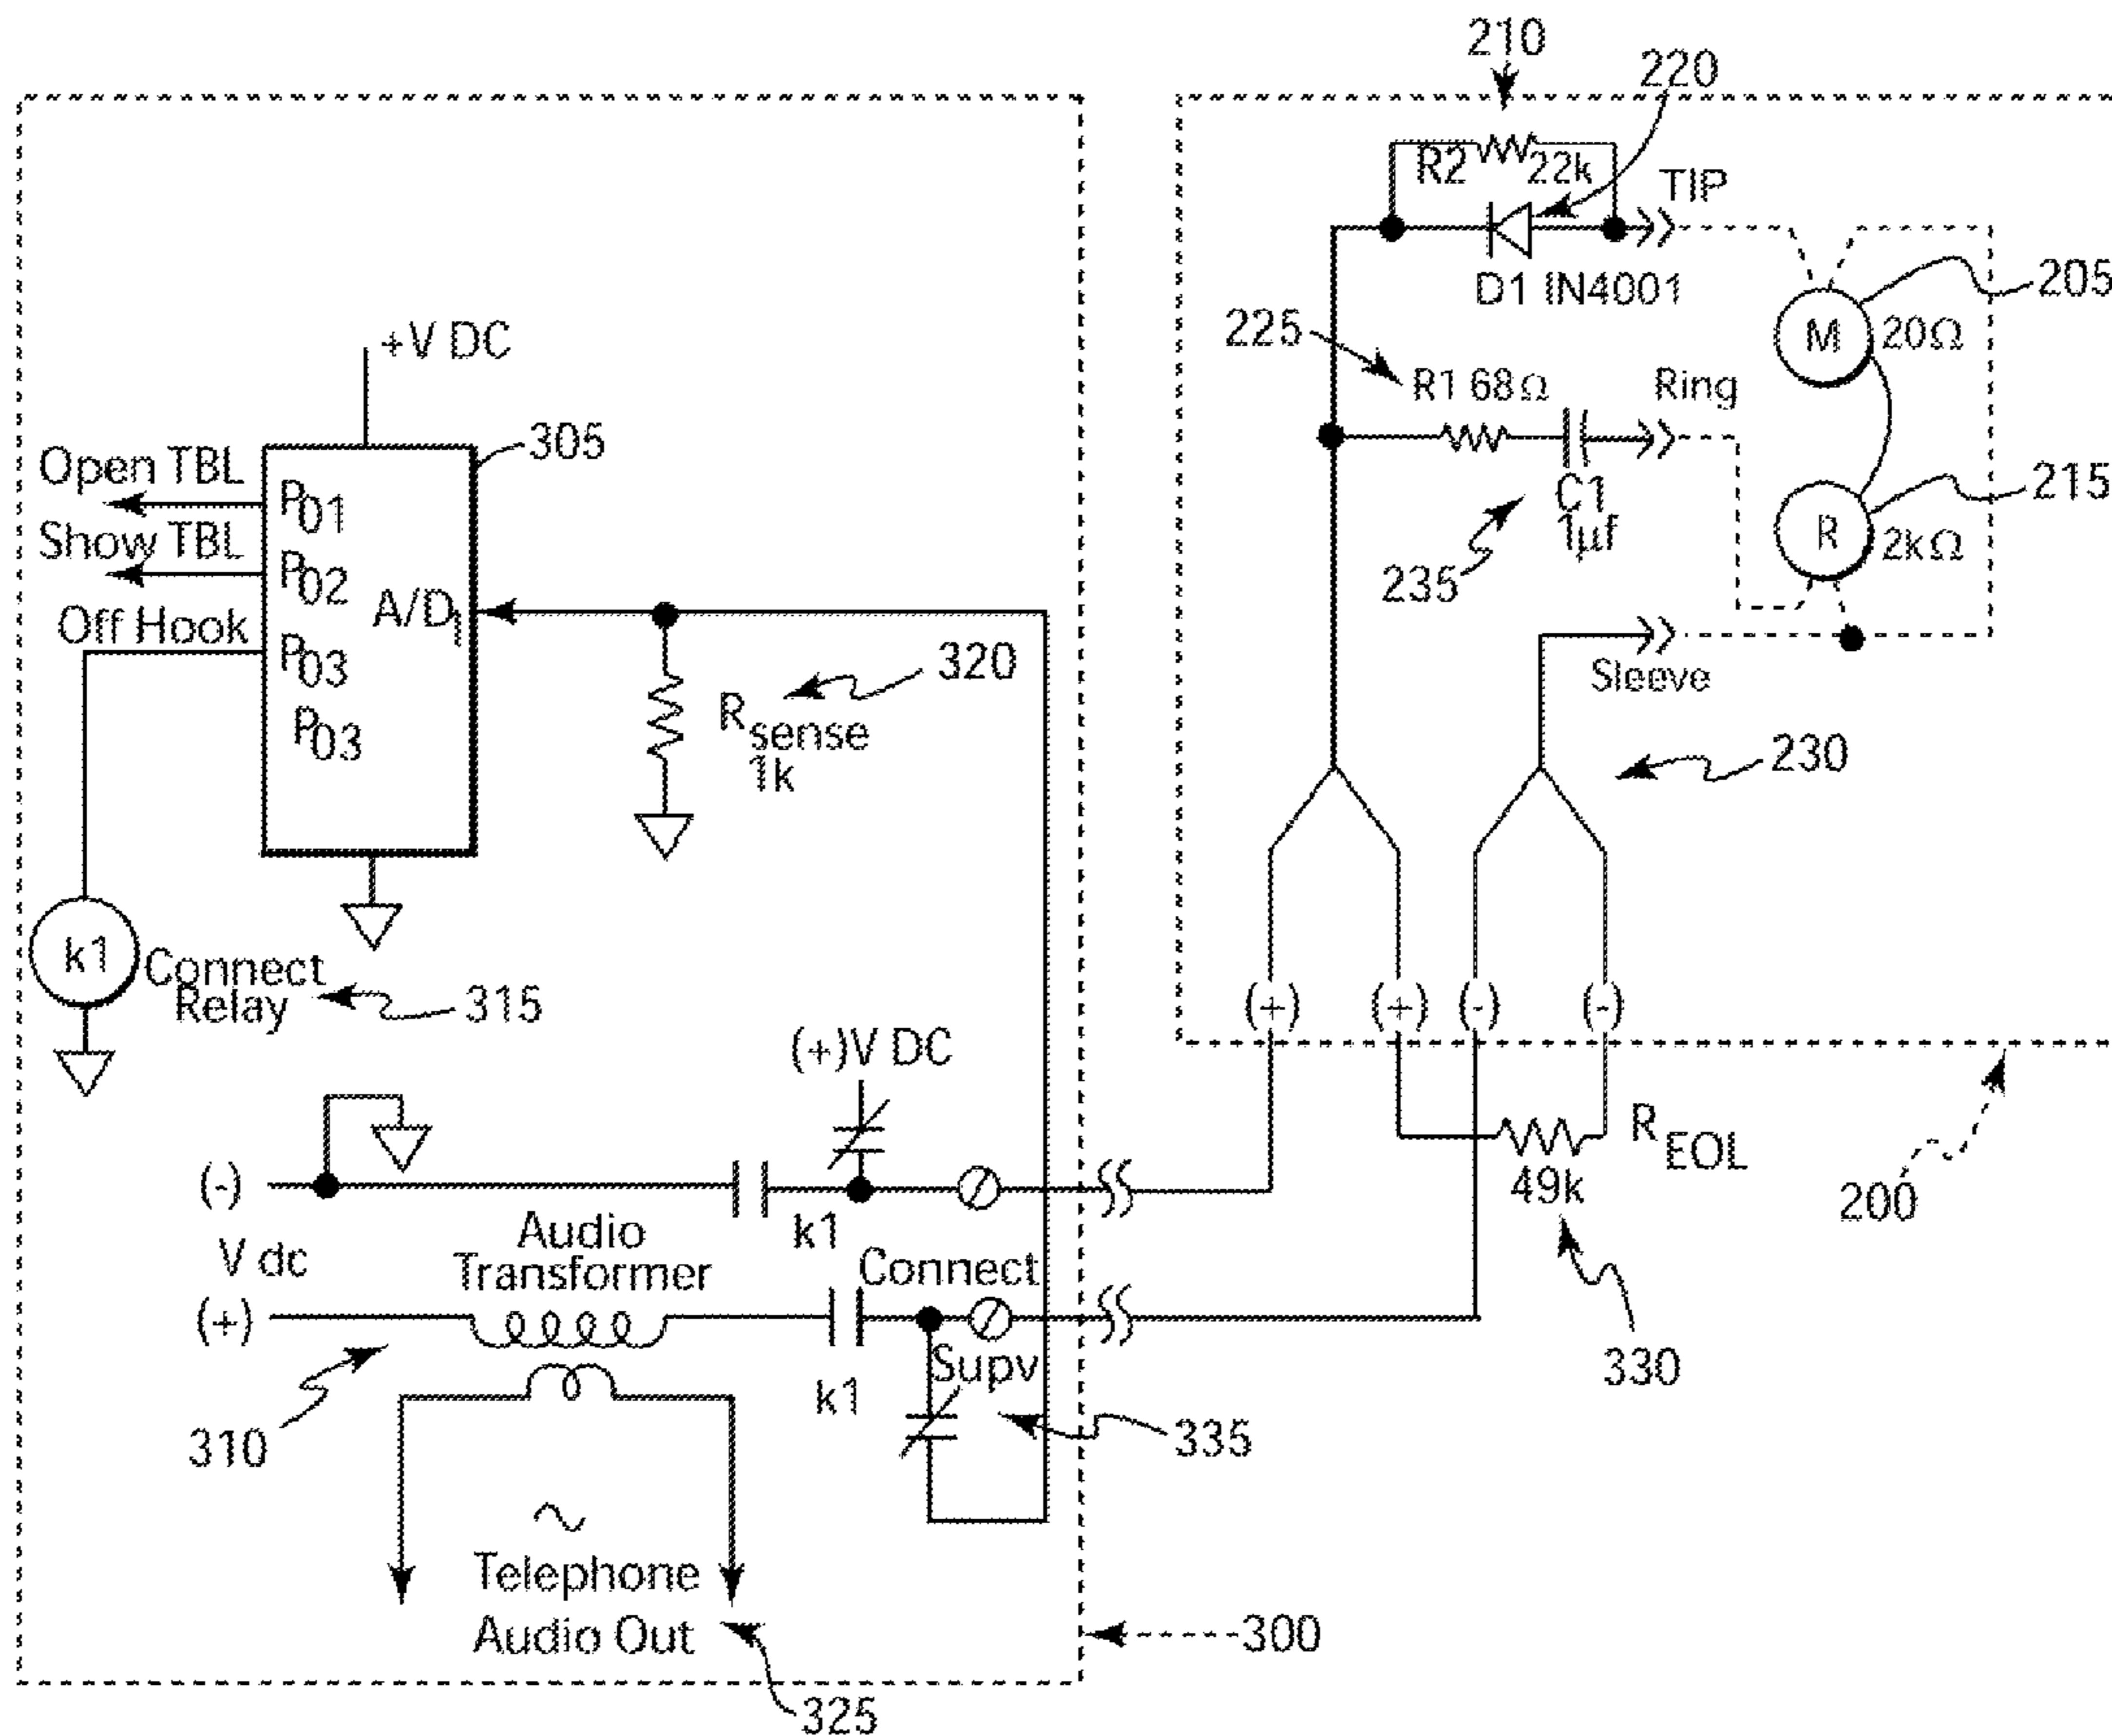 210
220
R2 22k
TIP
D1 IN4001
205
M
20Ω
225
R1 68Ω
Ring
C1
1µf
235
215
R
2kΩ
Sleeve
230
+V DC
305
Open TBL
P01
Show TBL
P02
A/D1
Off Hook
P03
P03
320
Rsense
1k
k1
Connect
Relay
315
(+)V DC
(+)
(+)
(-)
(-)
REOL
49k
330
200
(-)
V dc
(+)
Audio
Transformer
k1
Connect
k1
Supv
335
310
~
Telephone
Audio Out
300
325